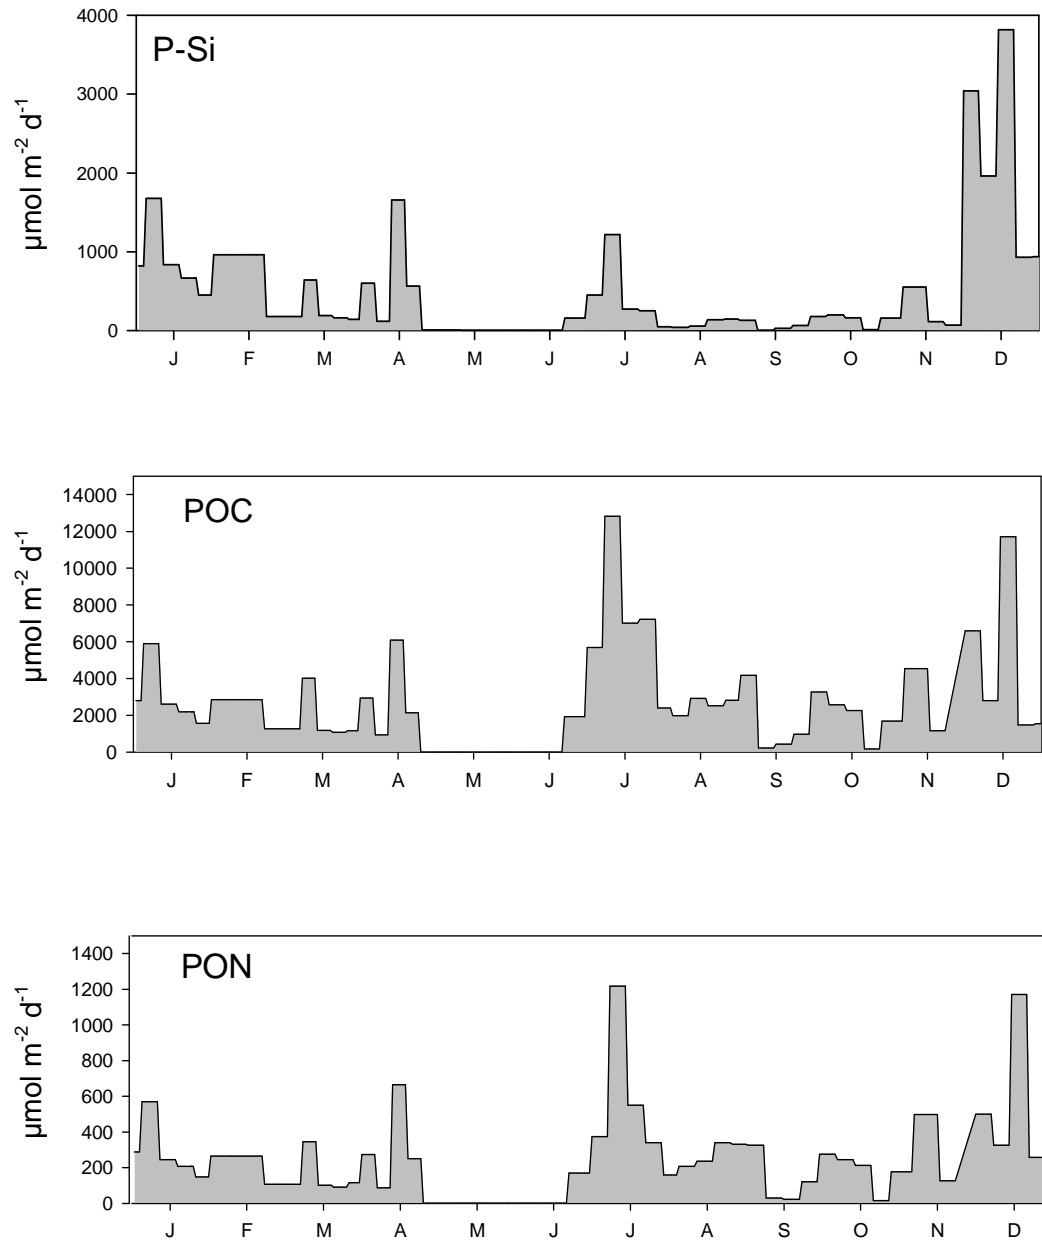 4000
P-Si
3000
2000
1000
0
µmol m-2 d-1
J F M A M J J A S O N D
14000
POC
12000
10000
8000
6000
4000
2000
0
µmol m-2 d-1
J F M A M J J A S O N D
1400
PON
1200
1000
800
600
400
200
0
µmol m-2 d-1
J F M A M J J A S O N D